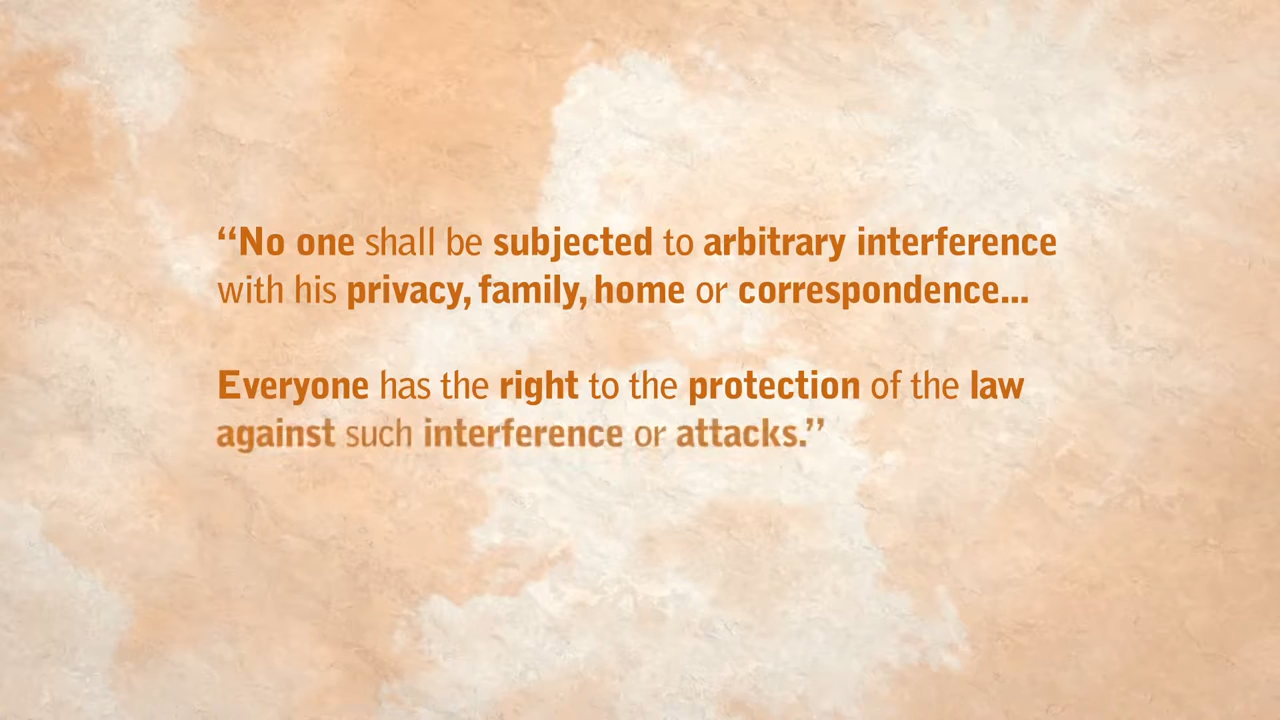 “No one shall be subjected to arbitrary interference
with his privacy, family, home or correspondence...
Everyone has the right to the protection of the law
against such interference or attacks.”